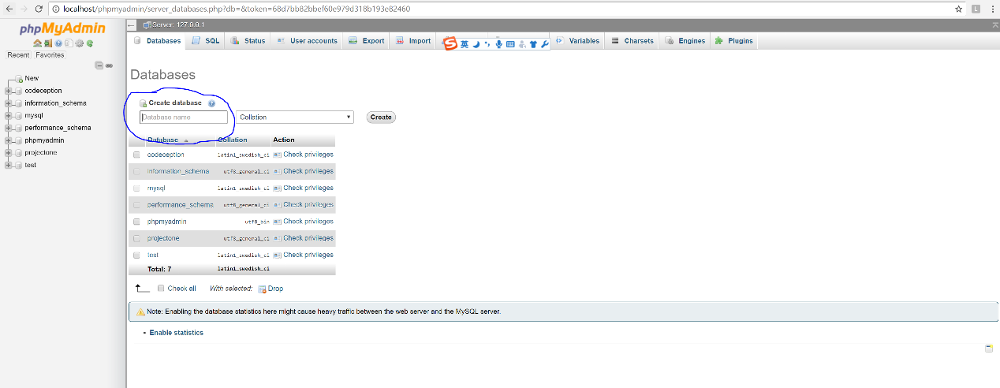 localhost/phpmyadmin/server_databases.php?db=&token=68d7bb82bbef60e979d318b193e82460
L
phpMyAdmin
Recent Favorites
New
codeception
information_schema
mysql
performance_schema
phpmyadmin
projectone
test
Server: 127.0.0.1
Databases SQL Status User accounts Export Import S 英 Variables Charsets Engines Plugins
Databases
Create database
Database name Collation Create
Database Collation Action
codeception latin1_swedish_ci Check privileges
information_schema utf8_general_ci Check privileges
mysql latin1_swedish_ci Check privileges
performance_schema utf8_general_ci Check privileges
phpmyadmin utf8_bin Check privileges
projectone utf8_general_ci Check privileges
test latin1_swedish_ci Check privileges
Total: 7 latin1_swedish_ci
Check all With selected: Drop
Note: Enabling the database statistics here might cause heavy traffic between the web server and the MySQL server.
Enable statistics